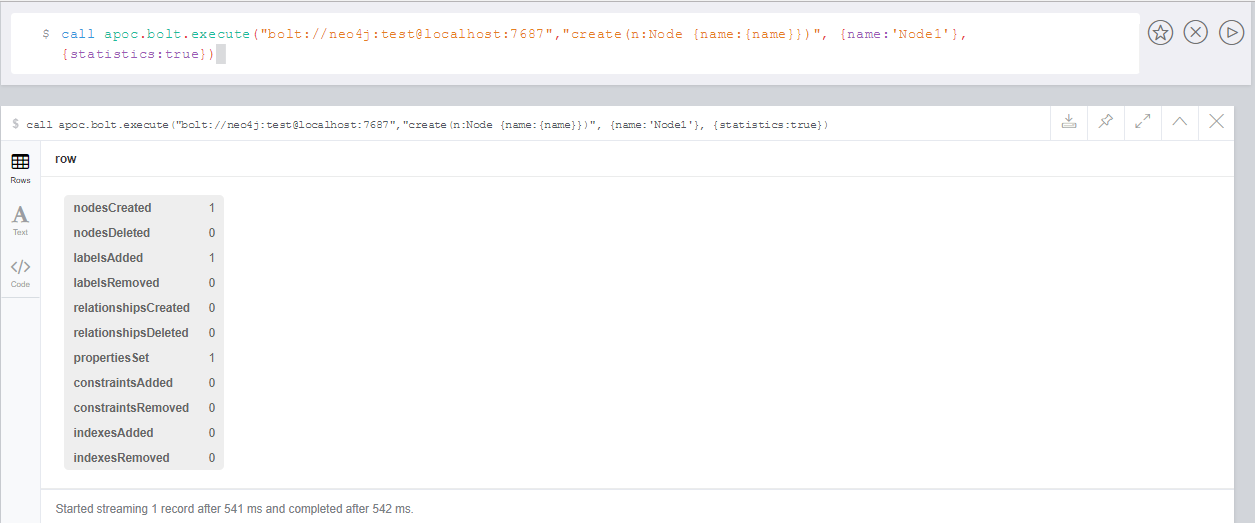 $ call apoc.bolt.execute("bolt://neo4j:test@localhost:7687","create(n:Node {name:{name}})", {name:'Node1'},
{statistics:true})
$ call apoc.bolt.execute("bolt://neo4j:test@localhost:7687","create(n:Node {name:{name}})", {name:'Node1'}, {statistics:true})
Rows
A
Text
</>
Code
row
nodesCreated 1
nodesDeleted 0
labelsAdded 1
labelsRemoved 0
relationshipsCreated 0
relationshipsDeleted 0
propertiesSet 1
constraintsAdded 0
constraintsRemoved 0
indexesAdded 0
indexesRemoved 0
Started streaming 1 record after 541 ms and completed after 542 ms.